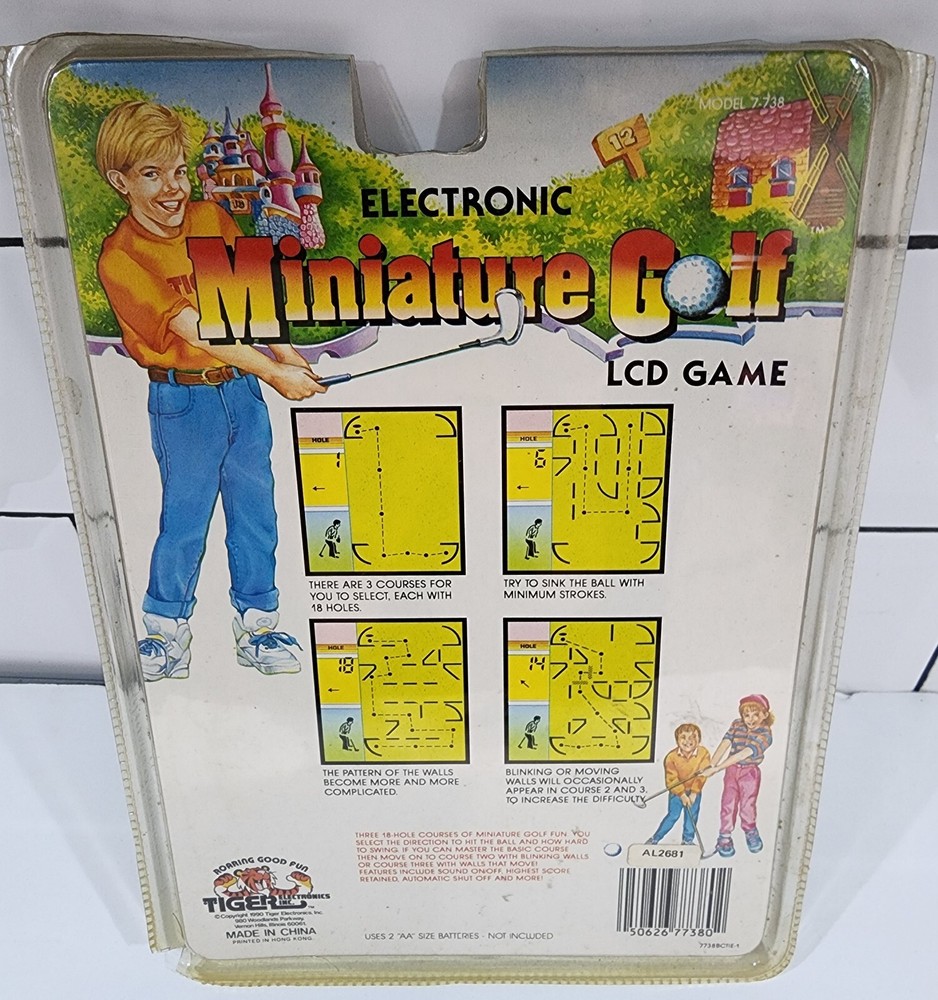 MODEL 7-738
12
18
ELECTRONIC
Miniature Golf
TM
LCD GAME
HOLE
1
THERE ARE 3 COURSES FOR
YOU TO SELECT, EACH WITH
18 HOLES.
HOLE
6
TRY TO SINK THE BALL WITH
MINIMUM STROKES.
HOLE
18
THE PATTERN OF THE WALLS
BECOME MORE AND MORE
COMPLICATED.
HOLE
14
BLINKING OR MOVING
WALLS WILL OCCASIONALLY
APPEAR IN COURSE 2 AND 3.
TO INCREASE THE DIFFICULTY.
THREE 18-HOLE COURSES OF MINIATURE GOLF FUN. YOU
SELECT THE DIRECTION TO HIT THE BALL AND HOW HARD
TO SWING. IF YOU CAN MASTER THE BASIC COURSE
THEN MOVE ON TO COURSE TWO WITH BLINKING WALLS
OR COURSE THREE WITH WALLS THAT MOVE!
FEATURES INCLUDE SOUND ON/OFF, HIGHEST SCORE
RETAINED, AUTOMATIC SHUT OFF AND MORE!
ROARING GOOD FUN
TIGER ELECTRONICS INC. TM
© Copyright 1990 Tiger Electronics, Inc.
980 Woodlands Parkway,
Vernon Hills, Illinois 60061.
MADE IN CHINA
PRINTED IN HONG KONG.
USES 2 "AA" SIZE BATTERIES - NOT INCLUDED
AL2681
50626 77380
7738BCTIE-1